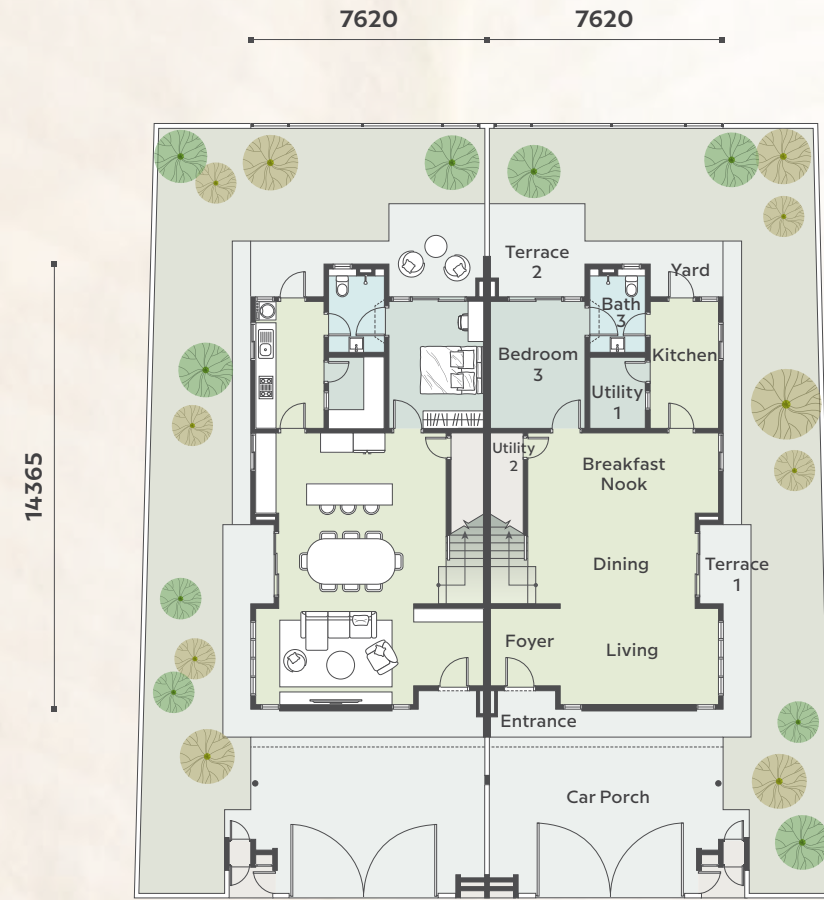 7620
7620
14365
Terrace
2
Yard
Bath
3
Bedroom
3
Kitchen
Utility
1
Utility
2
Breakfast
Nook
Dining
Terrace
1
Foyer
Living
Entrance
Car Porch